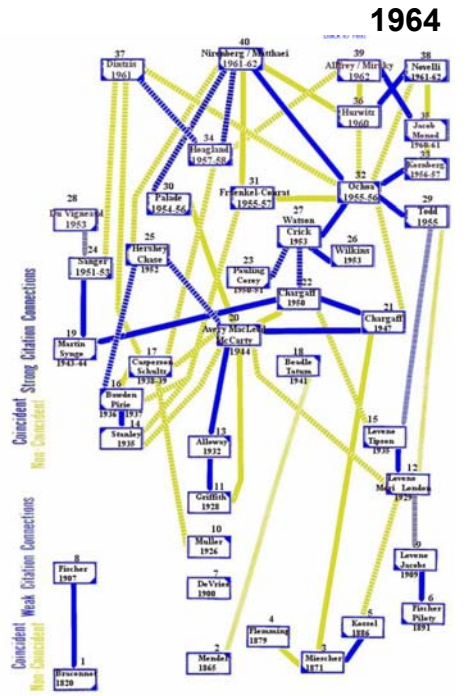 1964
Back to Text
40
Nirenberg / Matthaei
1961-62
37
Dintzis
1961
39
Allfrey / Mirsky
1962
38
Novelli
1961-62
36
Hurwitz
1960
35
Jacob
Monod
1960-61
34
Hoagland
1957-58
33
Kornberg
1956-57
32
Ochoa
1955-56
31
Fraenkel-Conrat
1955-57
30
Palade
1954-56
29
Todd
1955
28
Du Vigneaud
1953
27
Watson
Crick
1953
26
Wilkins
1953
25
Hershey
Chase
1952
24
Sanger
1951-53
23
Pauling
Corey
1950-51
22
Chargaff
1950
21
Chargaff
1947
20
Avery MacLeod
McCarty
1944
19
Martin
Synge
1943-44
18
Beadle
Tatum
1941
17
Casperson
Schultz
1938-39
16
Bawden
Pirie
1936 1937
14
Stanley
1935
15
Levene
Tipson
1935
13
Alloway
1932
12
Levene
Mori London
1929
11
Griffith
1928
10
Muller
1926
9
Levene
Jacobs
1909
8
Fischer
1907
7
DeVries
1900
6
Fischer
Piloty
1891
5
Kossel
1886
4
Flemming
1879
3
Miescher
1871
2
Mendel
1865
1
Braconnot
1820
Coincident Strong Citation Connections
Non-Coincident
Coincident Weak Citation Connections
Non-Coincident